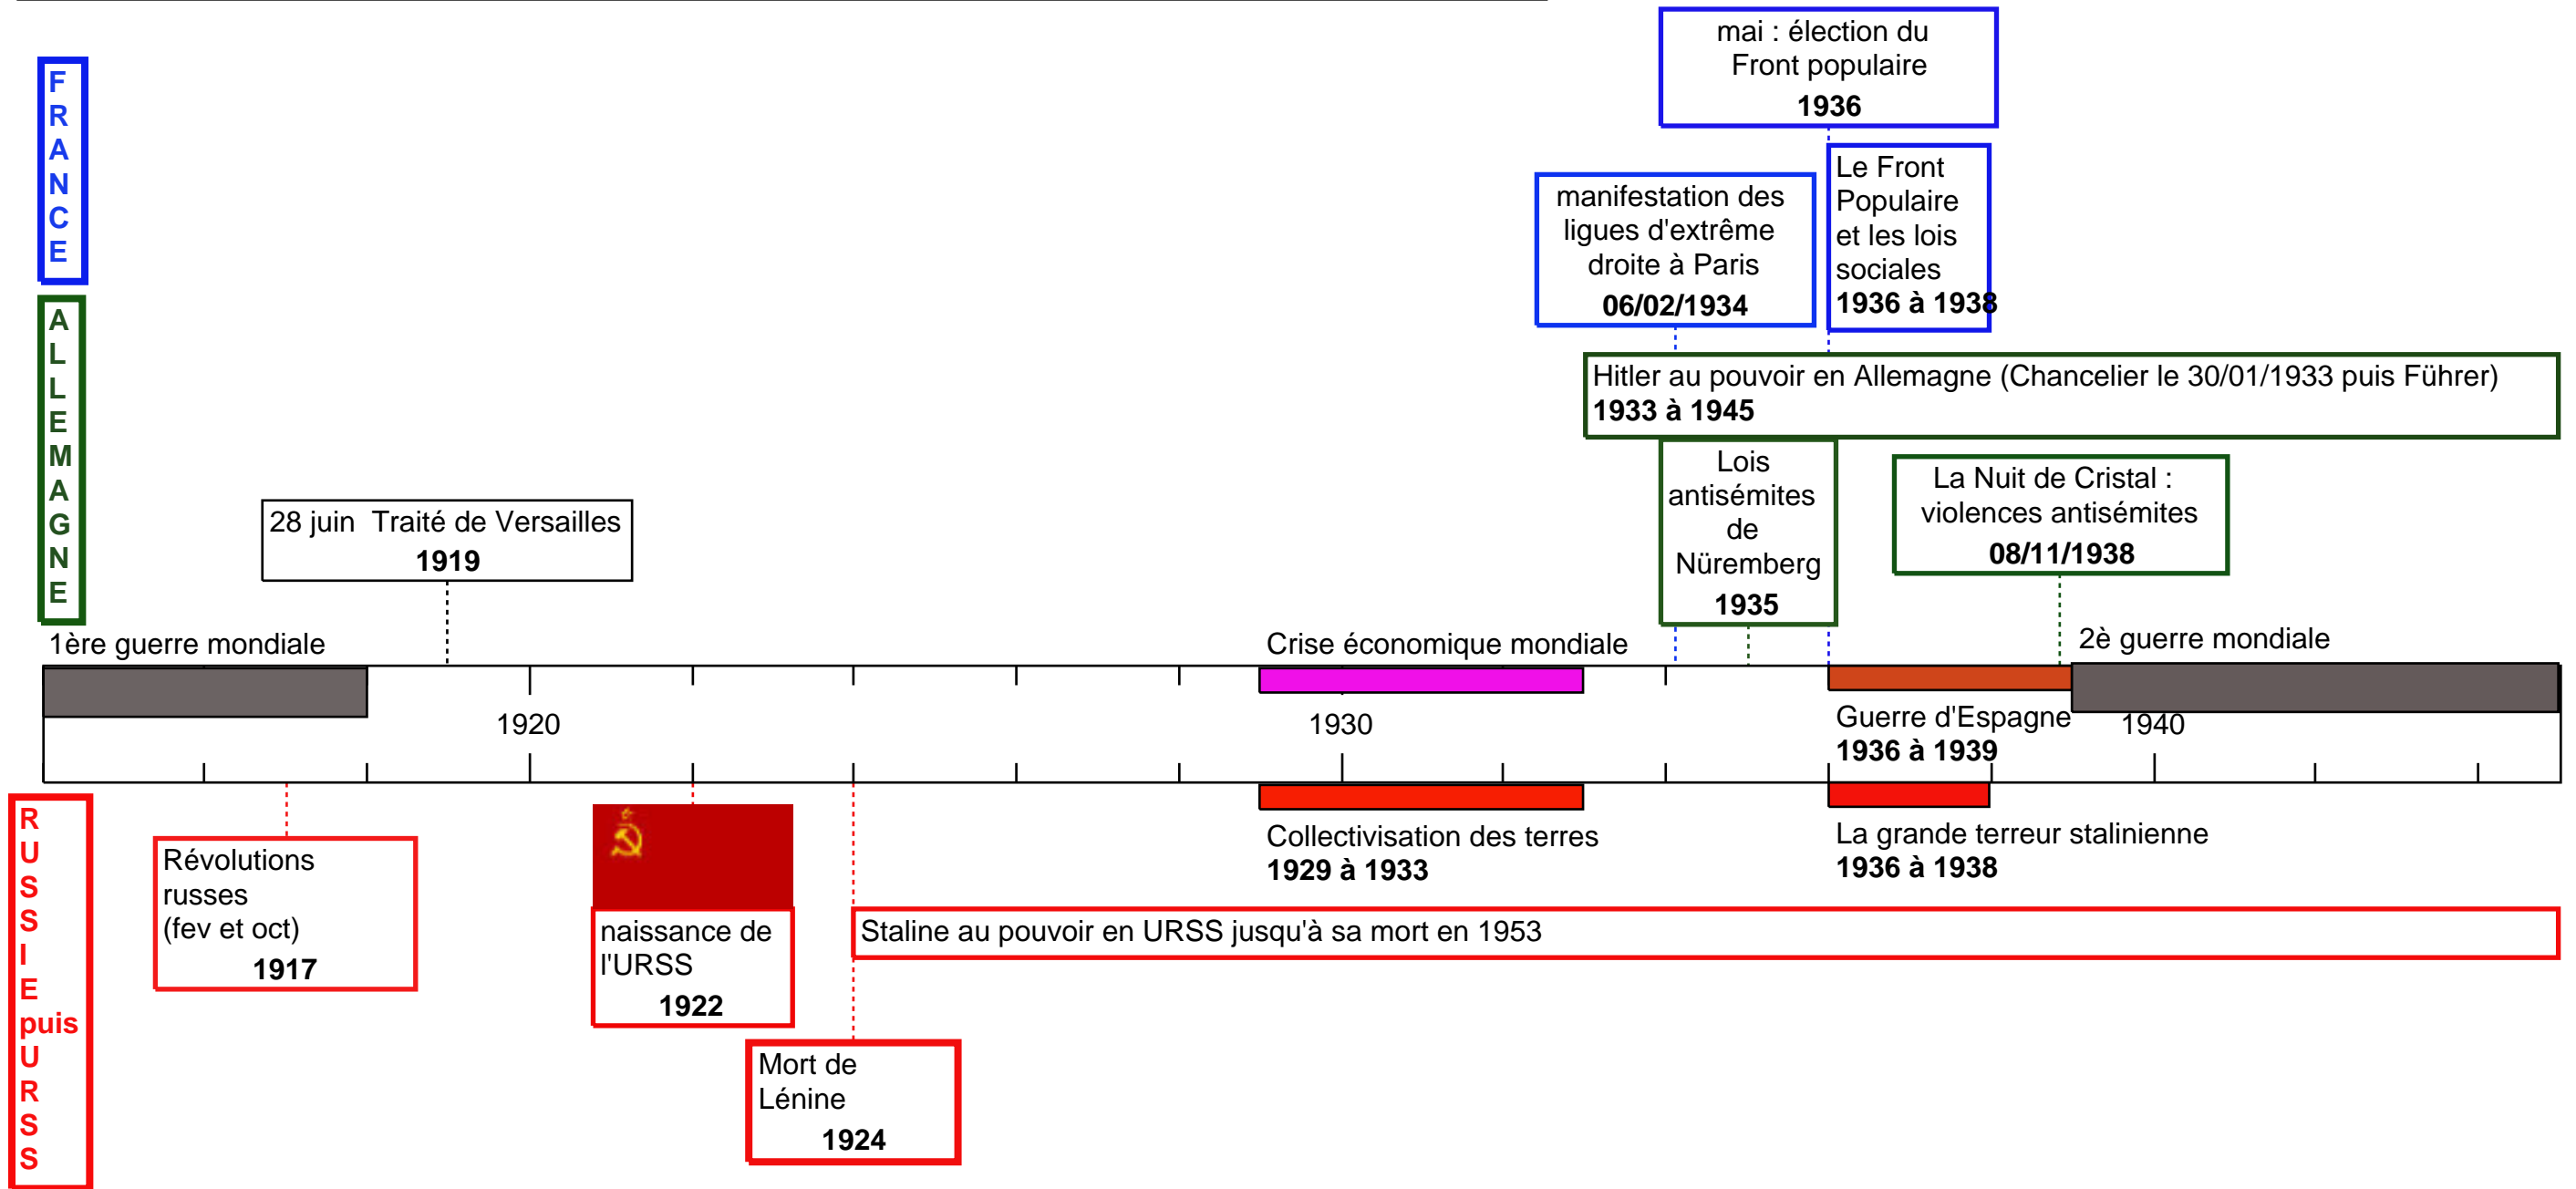 mai : élection du
Front populaire
1936
F
R
A
N
C
E
Le Front
Populaire
et les lois
sociales
1936 à 1938
manifestation des
ligues d'extrême
droite à Paris
06/02/1934
A
L
L
E
M
A
G
N
E
Hitler au pouvoir en Allemagne (Chancelier le 30/01/1933 puis Führer)
1933 à 1945
Lois
antisémites
de
Nüremberg
1935
La Nuit de Cristal :
violences antisémites
08/11/1938
28 juin  Traité de Versailles
1919
1ère guerre mondiale
Crise économique mondiale
2è guerre mondiale
1920
1930
1940
Guerre d'Espagne
1936 à 1939
R
U
S
S
I
E
puis
U
R
S
S
Révolutions
russes
(fev et oct)
1917
naissance de
l'URSS
1922
Collectivisation des terres
1929 à 1933
La grande terreur stalinienne
1936 à 1938
Staline au pouvoir en URSS jusqu'à sa mort en 1953
Mort de
Lénine
1924